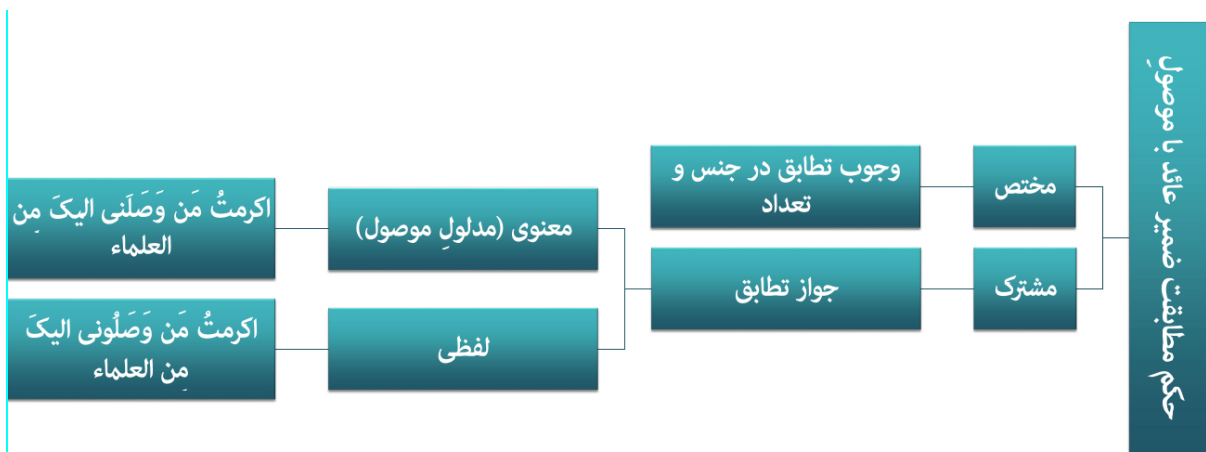 حکم مطابقت ضمیر عائد با موصولِ
مختص
وجوب تطابق در جنس و
تعداد
مشترک
جواز تطابق
معنوی (مدلولِ موصول)
اکرمتُ مَن وَصَلَنی الیکَ مِن
العلماء
لفظی
اکرمتُ مَن وَصَلُونی الیکَ
مِن العلماء